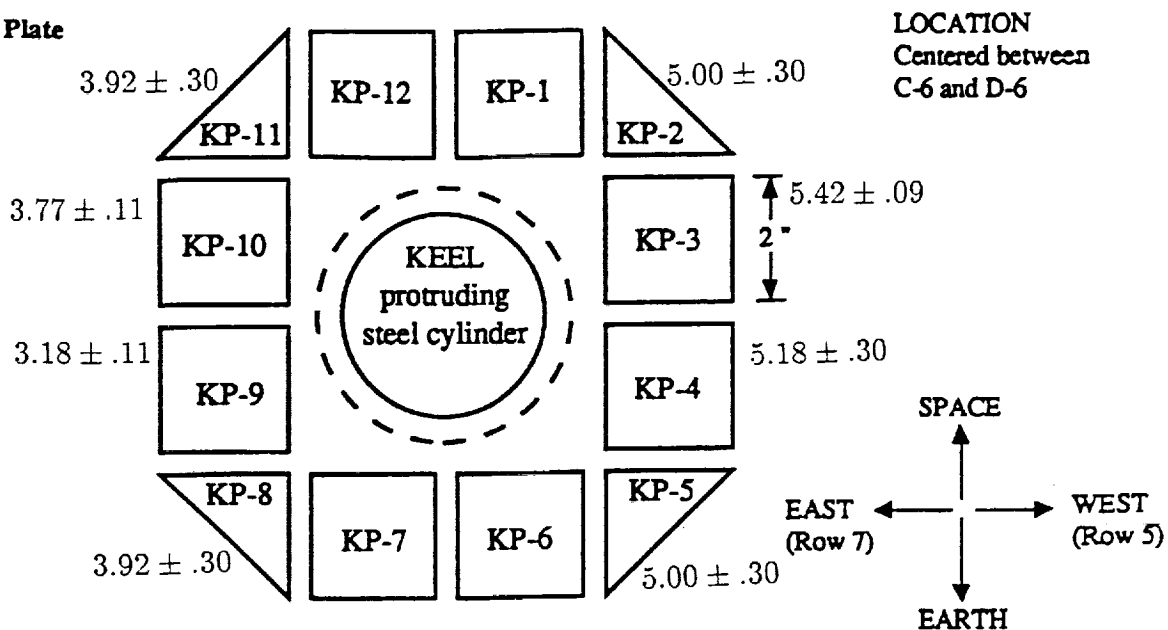 Plate
LOCATION
Centered between
C-6 and D-6
3.92 ± .30
KP-11
KP-12
KP-1
KP-2
5.00 ± .30
3.77 ± .11
KP-10
KEEL
protruding
steel cylinder
KP-3
2"
5.42 ± .09
3.18 ± .11
KP-9
KP-4
5.18 ± .30
SPACE
EAST
(Row 7)
WEST
(Row 5)
EARTH
KP-8
3.92 ± .30
KP-7
KP-6
KP-5
5.00 ± .30